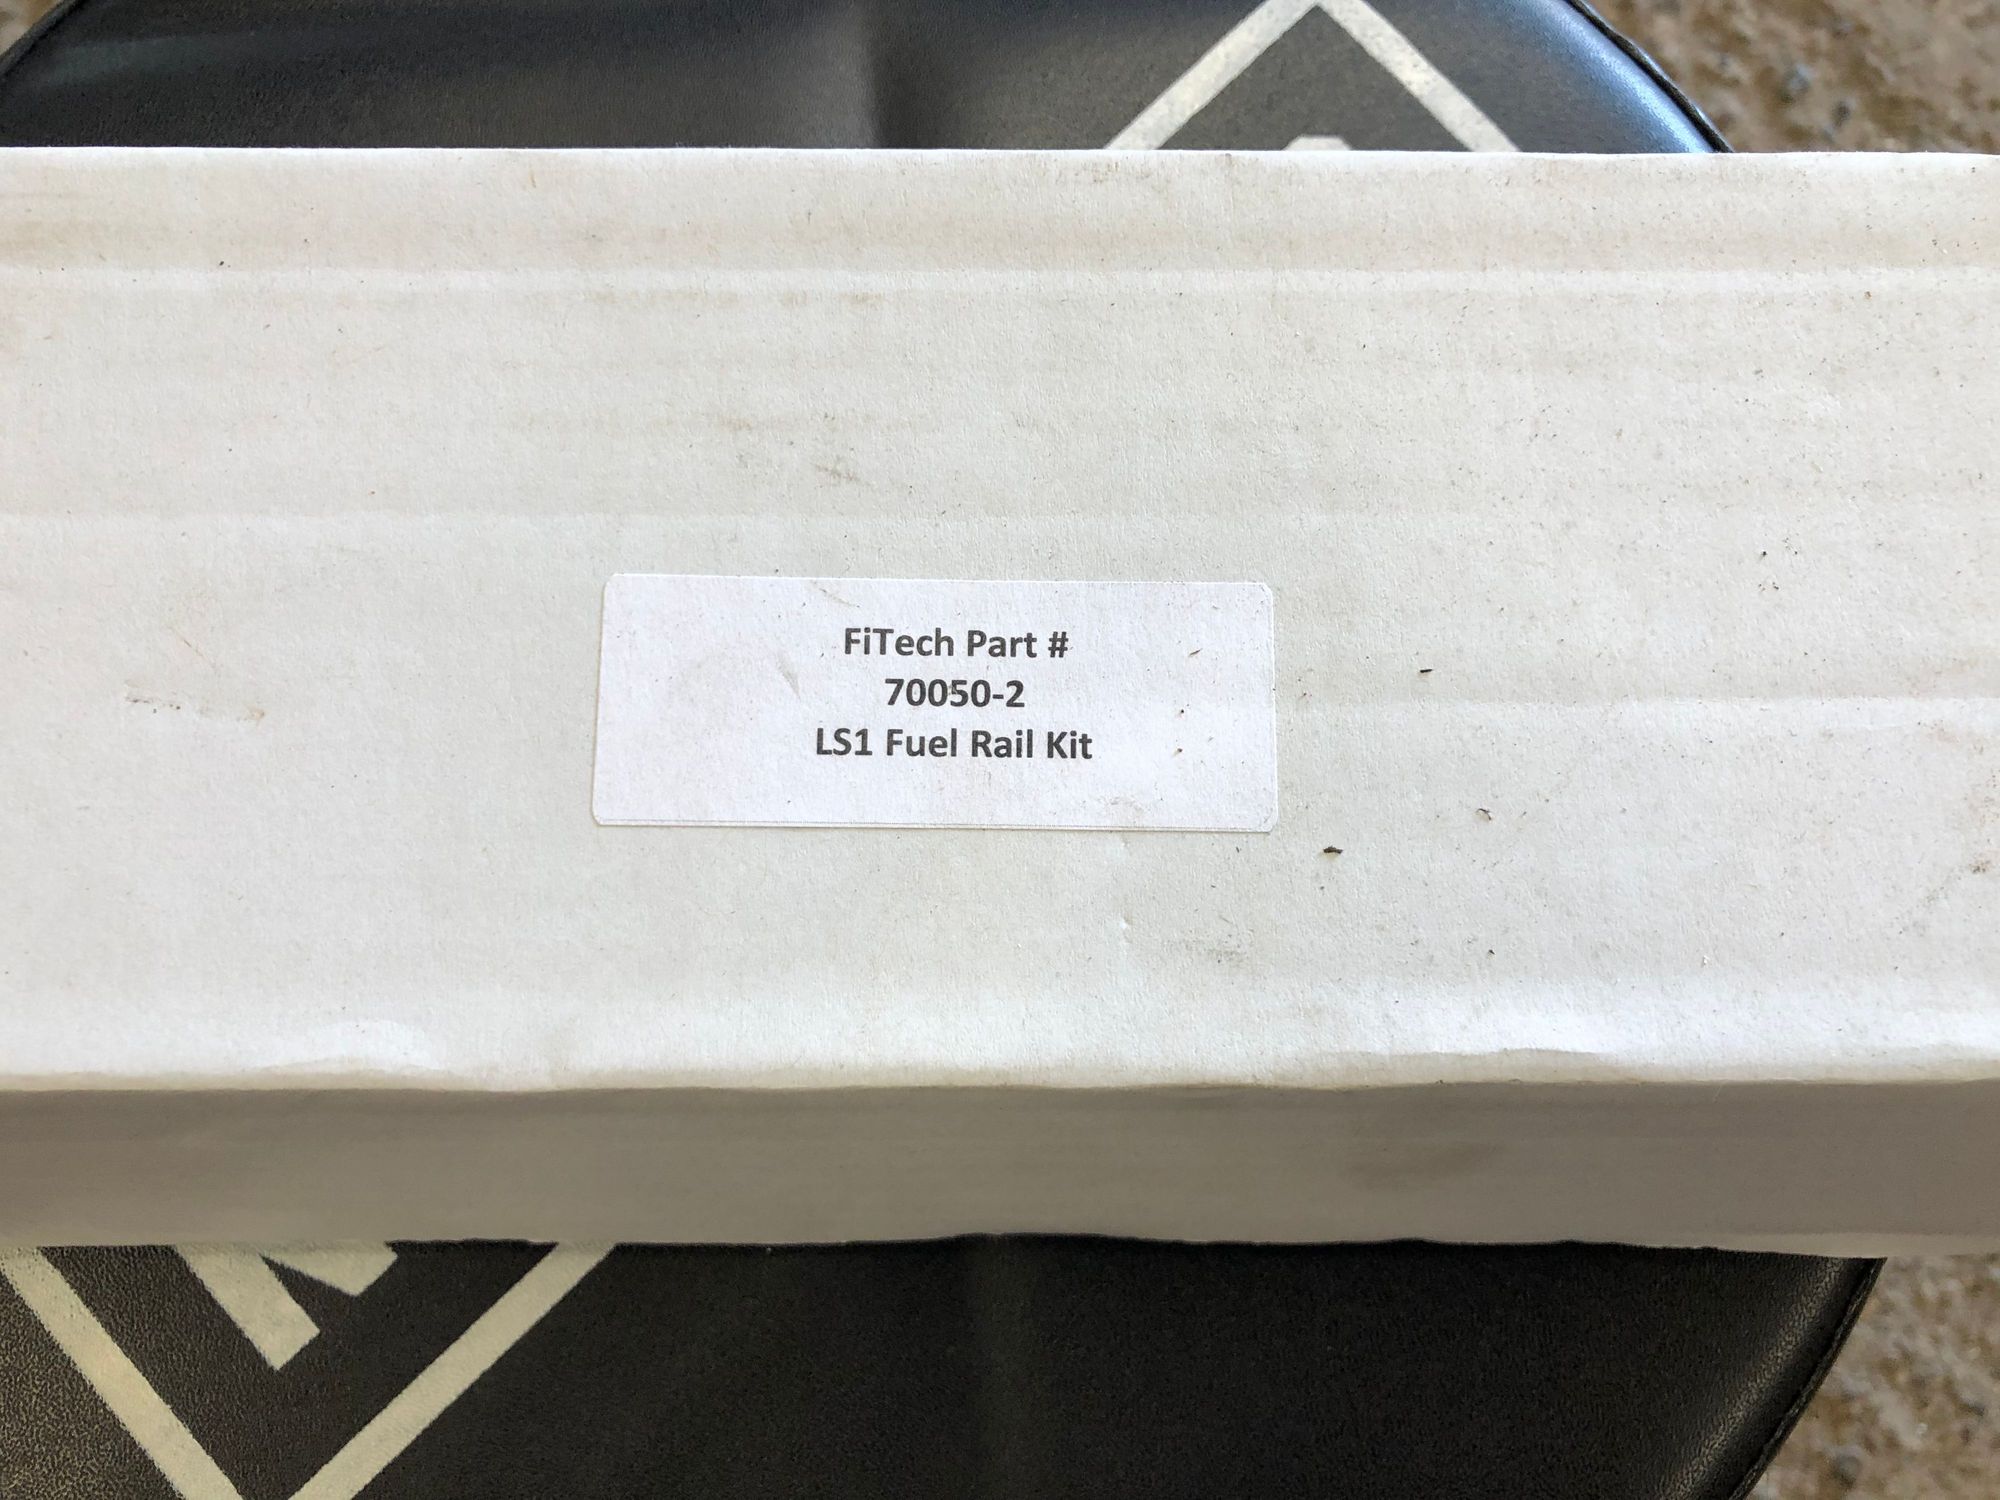 FiTech Part #
70050-2
LS1 Fuel Rail Kit